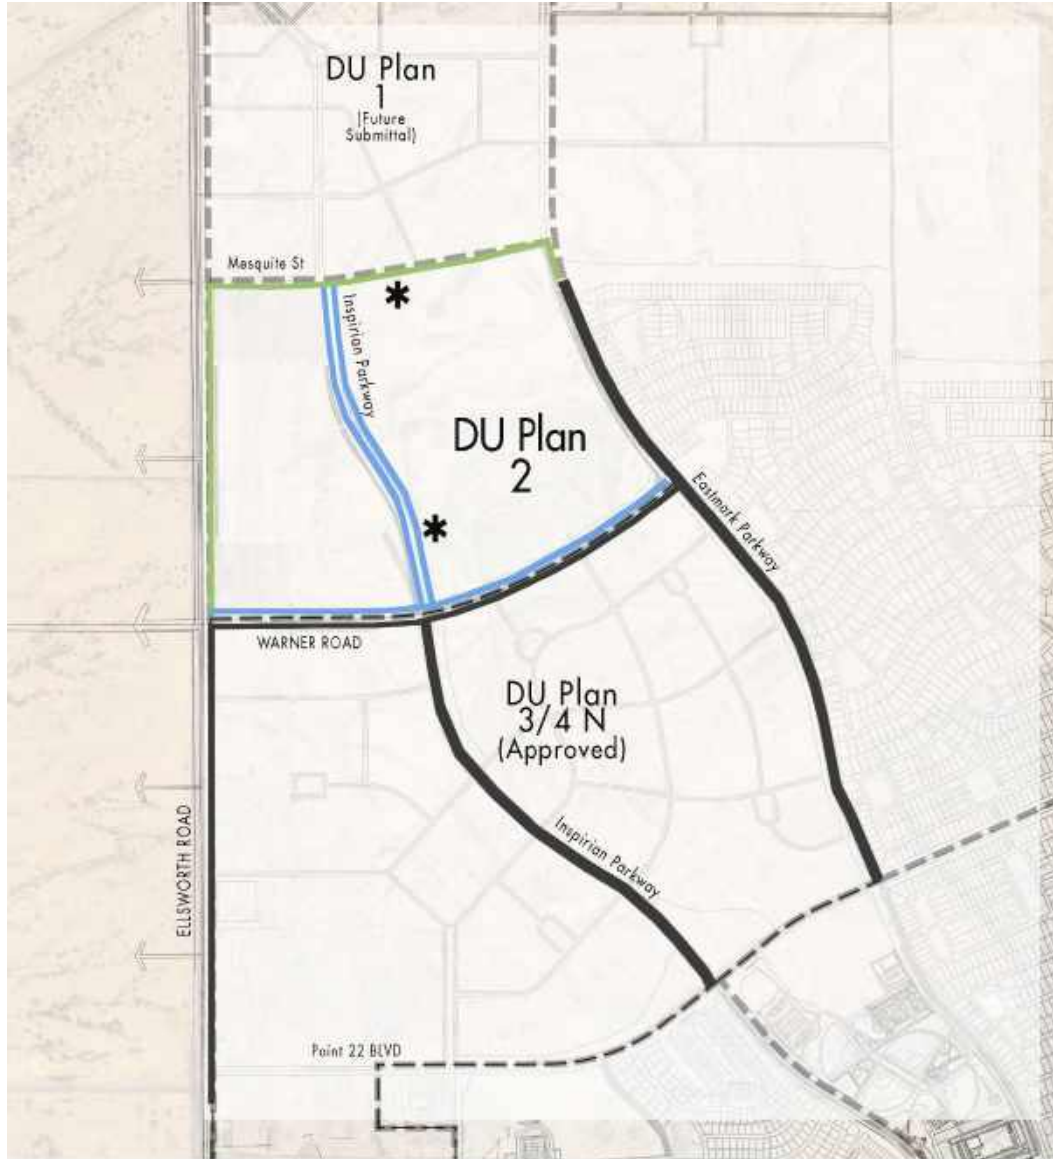 DU Plan
1
(Future
Submittal)
Mesquite St
Inspirian Parkway
*
DU Plan
2
*
Eastmark Parkway
WARNER ROAD
DU Plan
3/4 N
(Approved)
Inspirian Parkway
ELLSWORTH ROAD
Point 22 BLVD